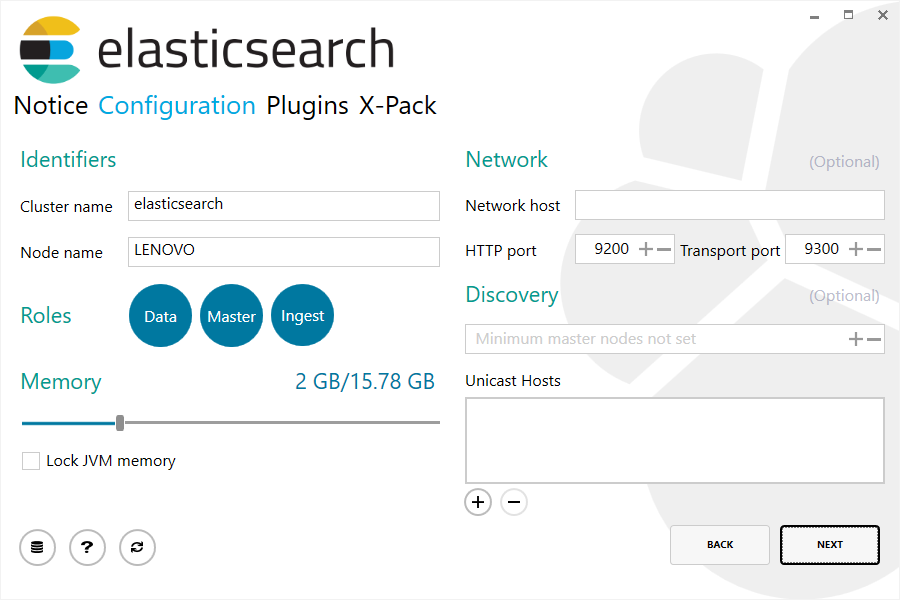 elasticsearch
Notice Configuration Plugins X-Pack
Identifiers
Cluster name elasticsearch
Node name LENOVO
Roles Data Master Ingest
Memory 2 GB/15.78 GB
Lock JVM memory
Network (Optional)
Network host
HTTP port 9200 Transport port 9300
Discovery (Optional)
Minimum master nodes not set
Unicast Hosts
?
BACK NEXT